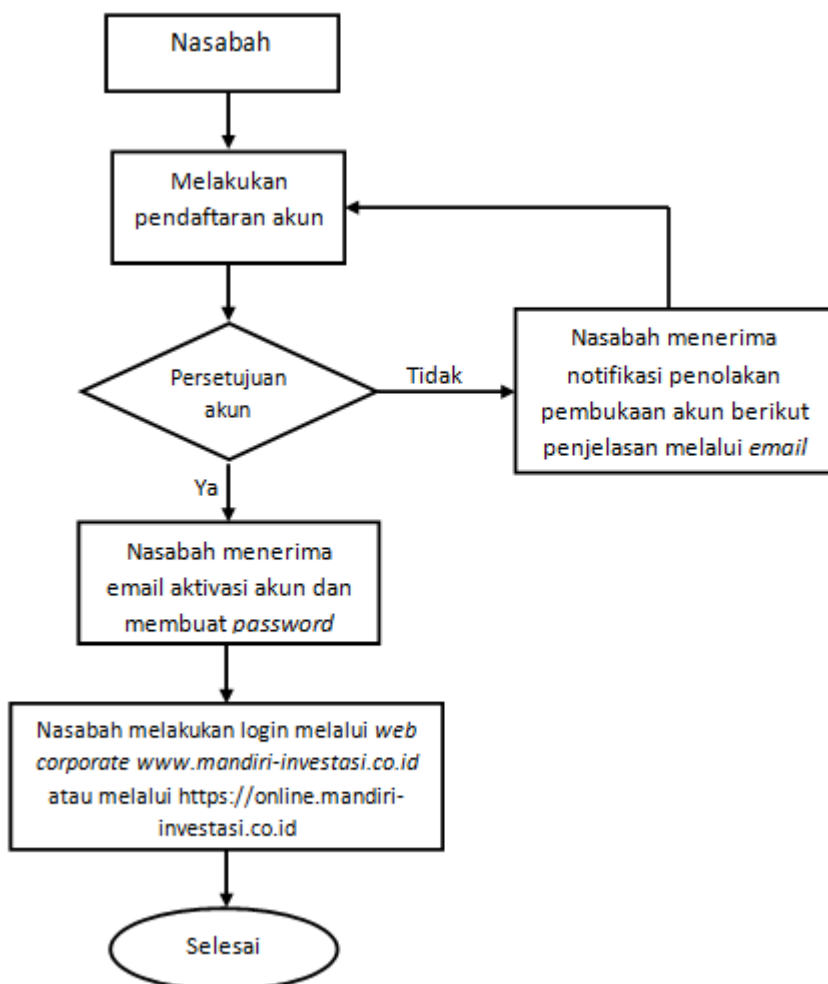 Nasabah
Melakukan
pendaftaran akun
Persetujuan
akun
Tidak
Nasabah menerima
notifikasi penolakan
pembukaan akun berikut
penjelasan melalui email
Ya
Nasabah menerima
email aktivasi akun dan
membuat password
Nasabah melakukan login melalui web
corporate www.mandiri-investasi.co.id
atau melalui https://online.mandiri-
investasi.co.id
Selesai